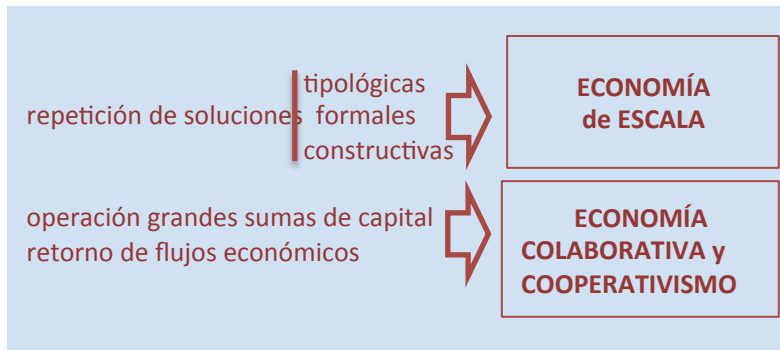 tipológicas
repetición de soluciones formales
constructivas
ECONOMÍA
de ESCALA
operación grandes sumas de capital
retorno de flujos económicos
ECONOMÍA
COLABORATIVA y
COOPERATIVISMO